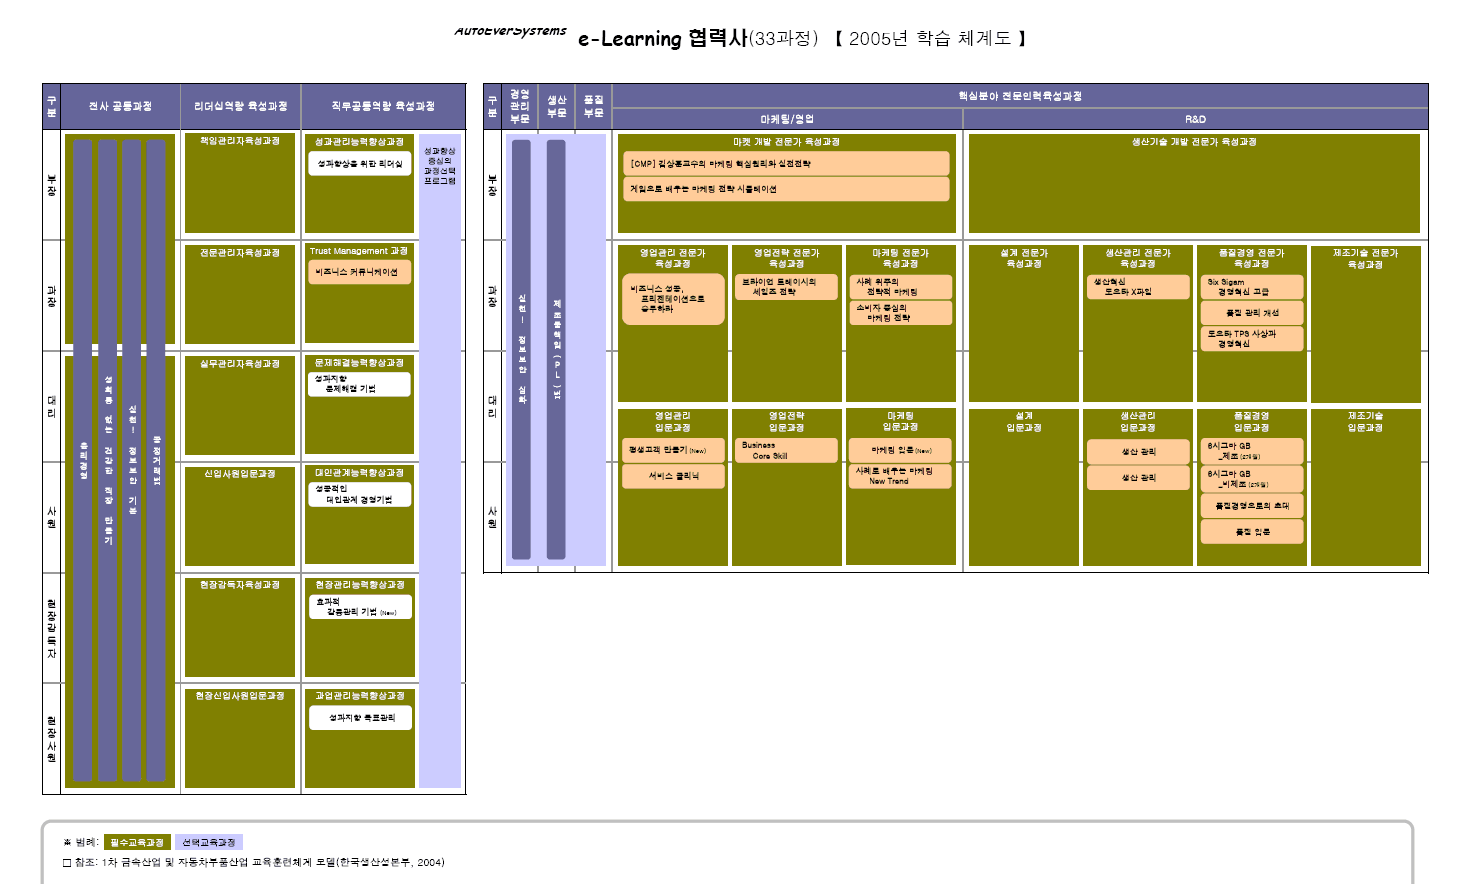 AutoEverSystems e-Learning 협력사(33과정) 【 2005년 학습 체계도 】
구분
전사 공통과정
리더십역량 육성과정
직무공통역량 육성과정
부장
책임관리자육성과정
성과관리능력향상과정
성과향상을 위한 리더십
성과향상
중심의
과정선택
프로그램
과장
전문관리자육성과정
Trust Management 과정
비즈니스 커뮤니케이션
대리
실무관리자육성과정
문제해결능력향상과정
성과지향
문제해결 기법
사원
신입사원입문과정
대인관계능력향상과정
성공적인
대인관계 경영기법
현장감독자
현장감독자육성과정
현장관리능력향상과정
효과적
갈등관리 기법 (New)
현장사원
현장신입사원입문과정
과업관리능력향상과정
성과지향 목표관리
윤리경영
성희롱 없는 건강한 직장 만들기
실천! 정보보안 기본
공정거래법
구분
경영
관리
부문
생산
부문
품질
부문
핵심분야 전문인력육성과정
마케팅/영업
R&D
부장
과장
대리
사원
실천! 정보보안 심화
제조물책임(PL)법
마켓 개발 전문가 육성과정
[CMP] 김상훈교수의 마케팅 핵심원리와 실전전략
게임으로 배우는 마케팅 전략 시뮬레이션
생산기술 개발 전문가 육성과정
영업관리 전문가
육성과정
비즈니스 성공,
프리젠테이션으로
승부하라
영업전략 전문가
육성과정
브라이언 트레이시의
세일즈 전략
마케팅 전문가
육성과정
사례 위주의
전략적 마케팅
소비자 중심의
마케팅 전략
설계 전문가
육성과정
생산관리 전문가
육성과정
생산혁신
도요타 X파일
품질경영 전문가
육성과정
Six Sigam
경영혁신 고급
품질 관리 개선
도요타 TPS 사상과
경영혁신
제조기술 전문가
육성과정
영업관리
입문과정
평생고객 만들기 (New)
서비스 클리닉
영업전략
입문과정
Business
Core Skill
마케팅
입문과정
마케팅 입문 (New)
사례로 배우는 마케팅
New Trend
설계
입문과정
생산관리
입문과정
생산 관리
생산 관리
품질경영
입문과정
6시그마 GB
_제조 (2개월)
6시그마 GB
_비제조 (2개월)
품질경영으로의 초대
품질 입문
제조기술
입문과정
※ 범례: 필수교육과정 선택교육과정
□ 참조: 1차 금속산업 및 자동차부품산업 교육훈련체계 모델(한국생산성본부, 2004)